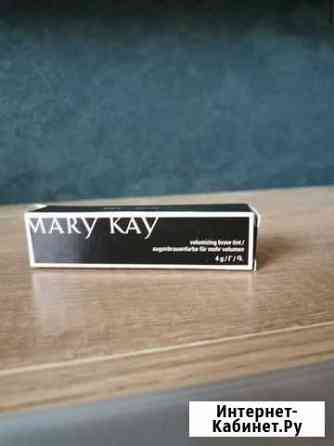 MARY KAY
volumizing brow tint /
augenbrauenfarbe für mehr volumen
4 g / Г /
Интернет-
Кабинет.Ру